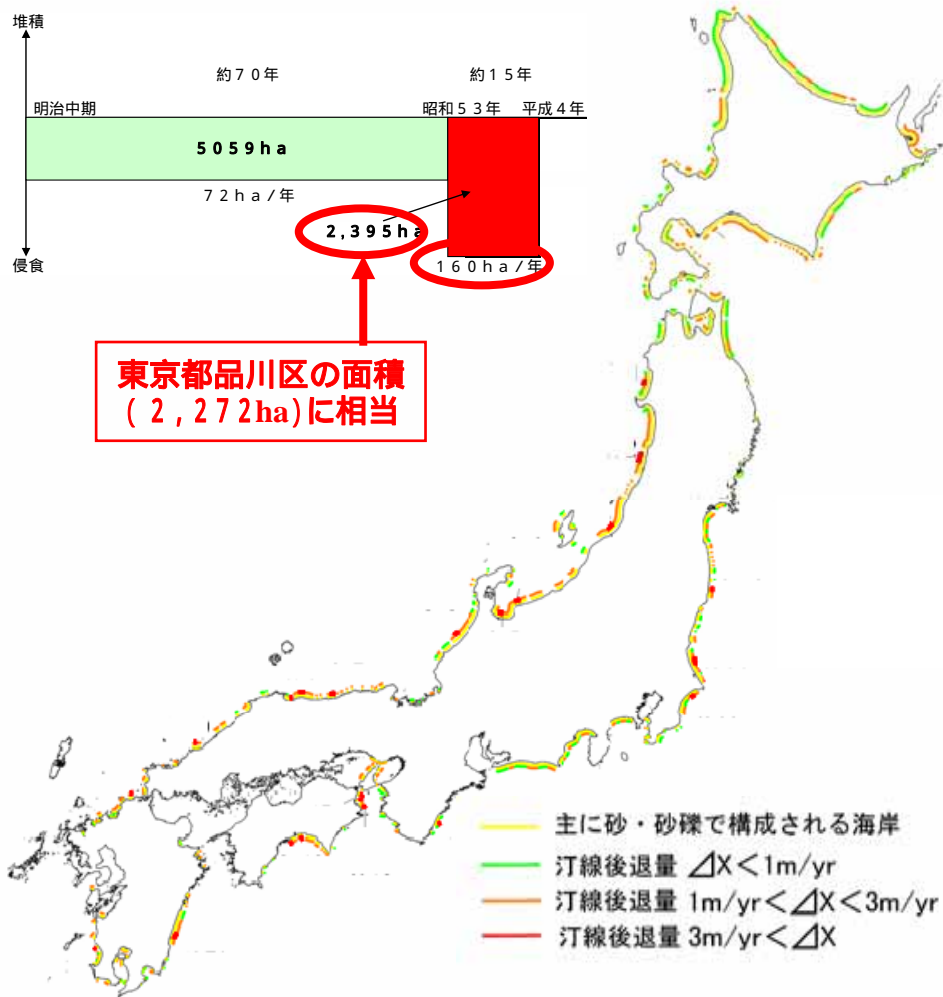 堆積
約70年
約15年
明治中期
昭和53年
平成4年
5059ha
72ha/年
2,395ha
侵食
160ha/年
東京都品川区の面積
(2,272ha)に相当
主に砂・砂礫で構成される海岸
汀線後退量 ⊿X<1m/yr
汀線後退量 1m/yr<⊿X<3m/yr
汀線後退量 3m/yr<⊿X